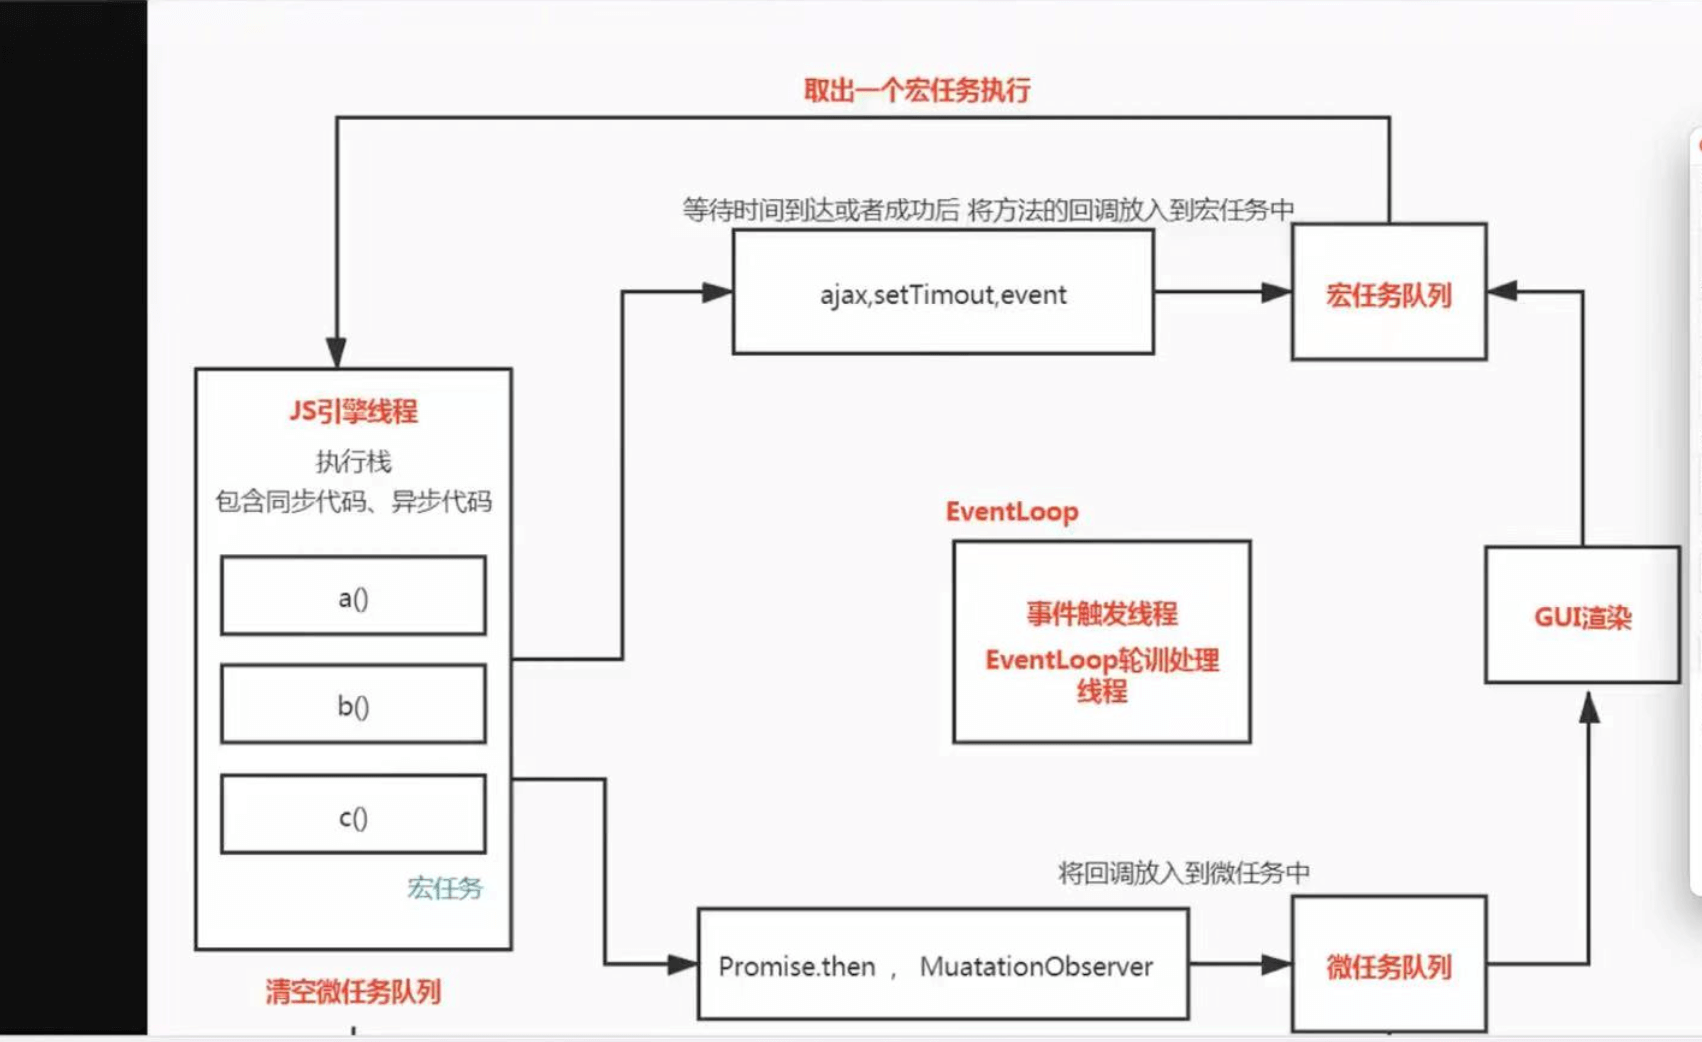 取出一个宏任务执行
等待时间到达或者成功后 将方法的回调放入到宏任务中
ajax,setTimout,event
宏任务队列
JS引擎线程
执行栈
包含同步代码、异步代码
a()
b()
c()
宏任务
清空微任务队列
EventLoop
事件触发线程
EventLoop轮训处理
线程
GUI渲染
将回调放入到微任务中
Promise.then ， MuatationObserver
微任务队列